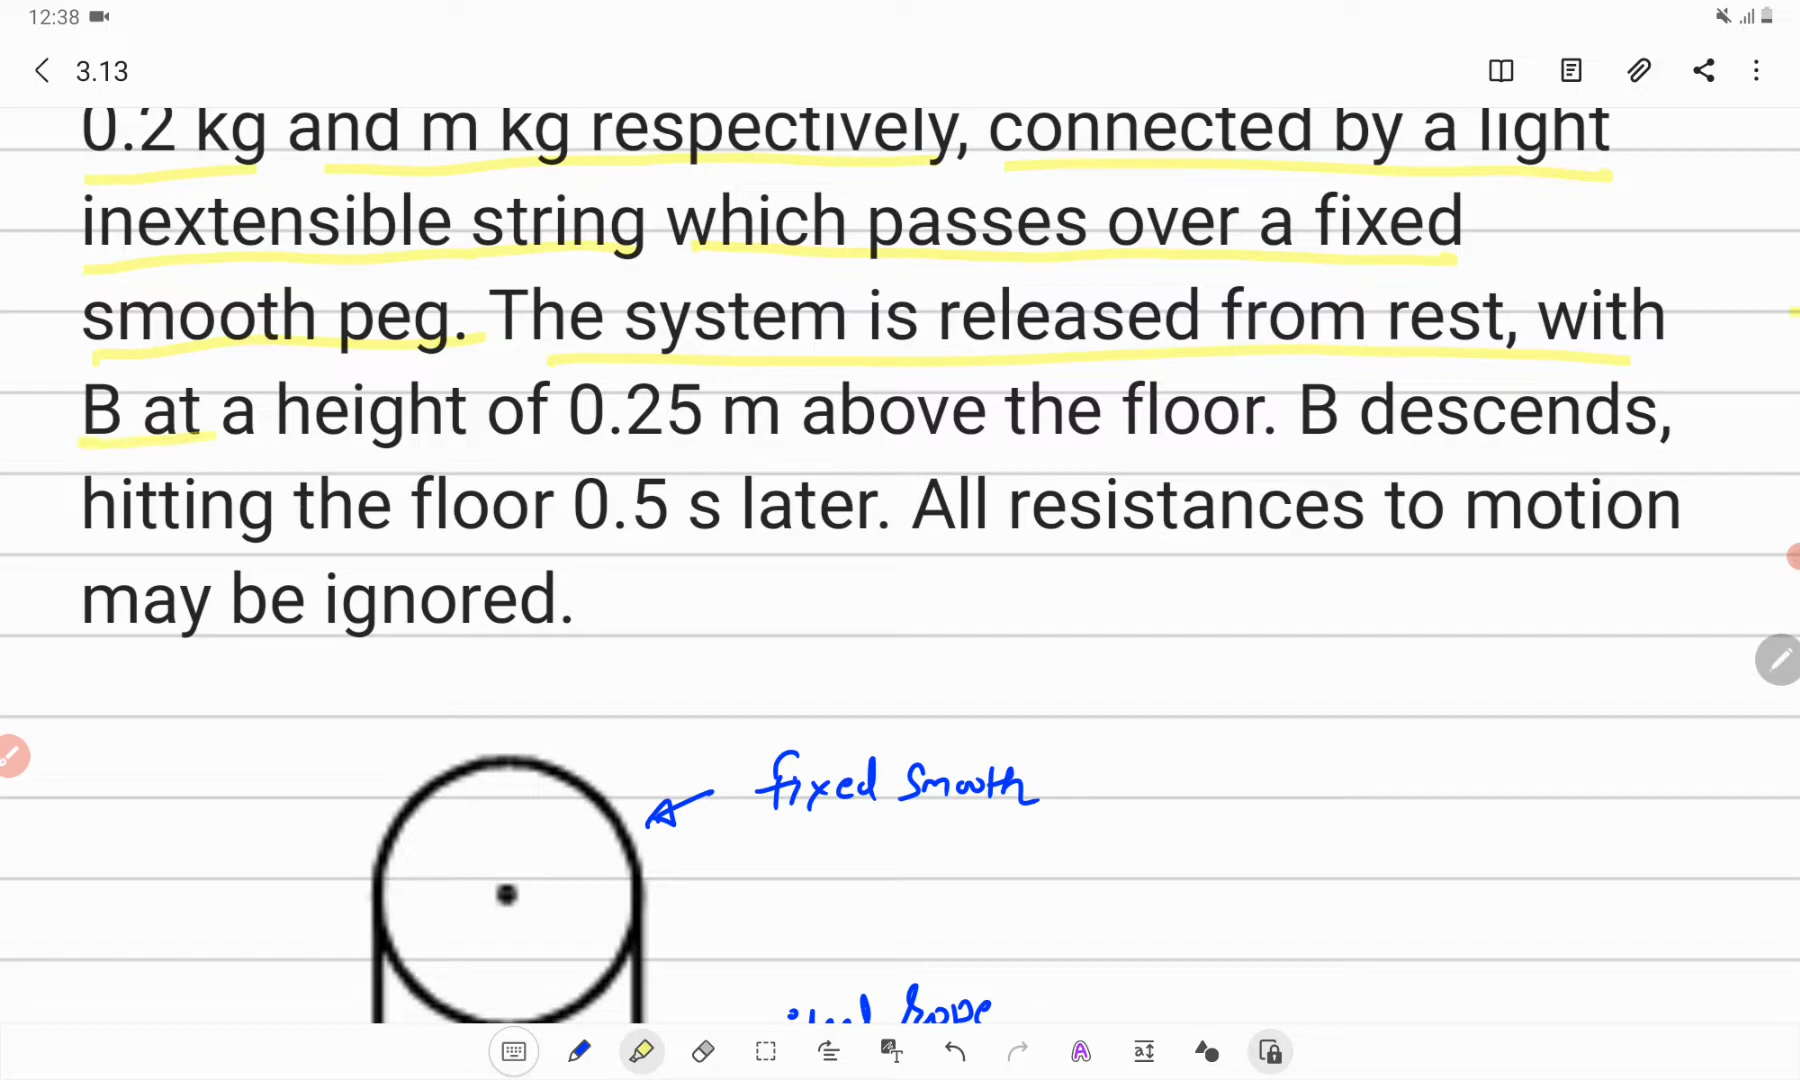 12:38
3.13
0.2 kg and m kg respectively, connected by a light
inextensible string which passes over a fixed
smooth peg. The system is released from rest, with
B at a height of 0.25 m above the floor. B descends,
hitting the floor 0.5 s later. All resistances to motion
may be ignored.
fixed smooth